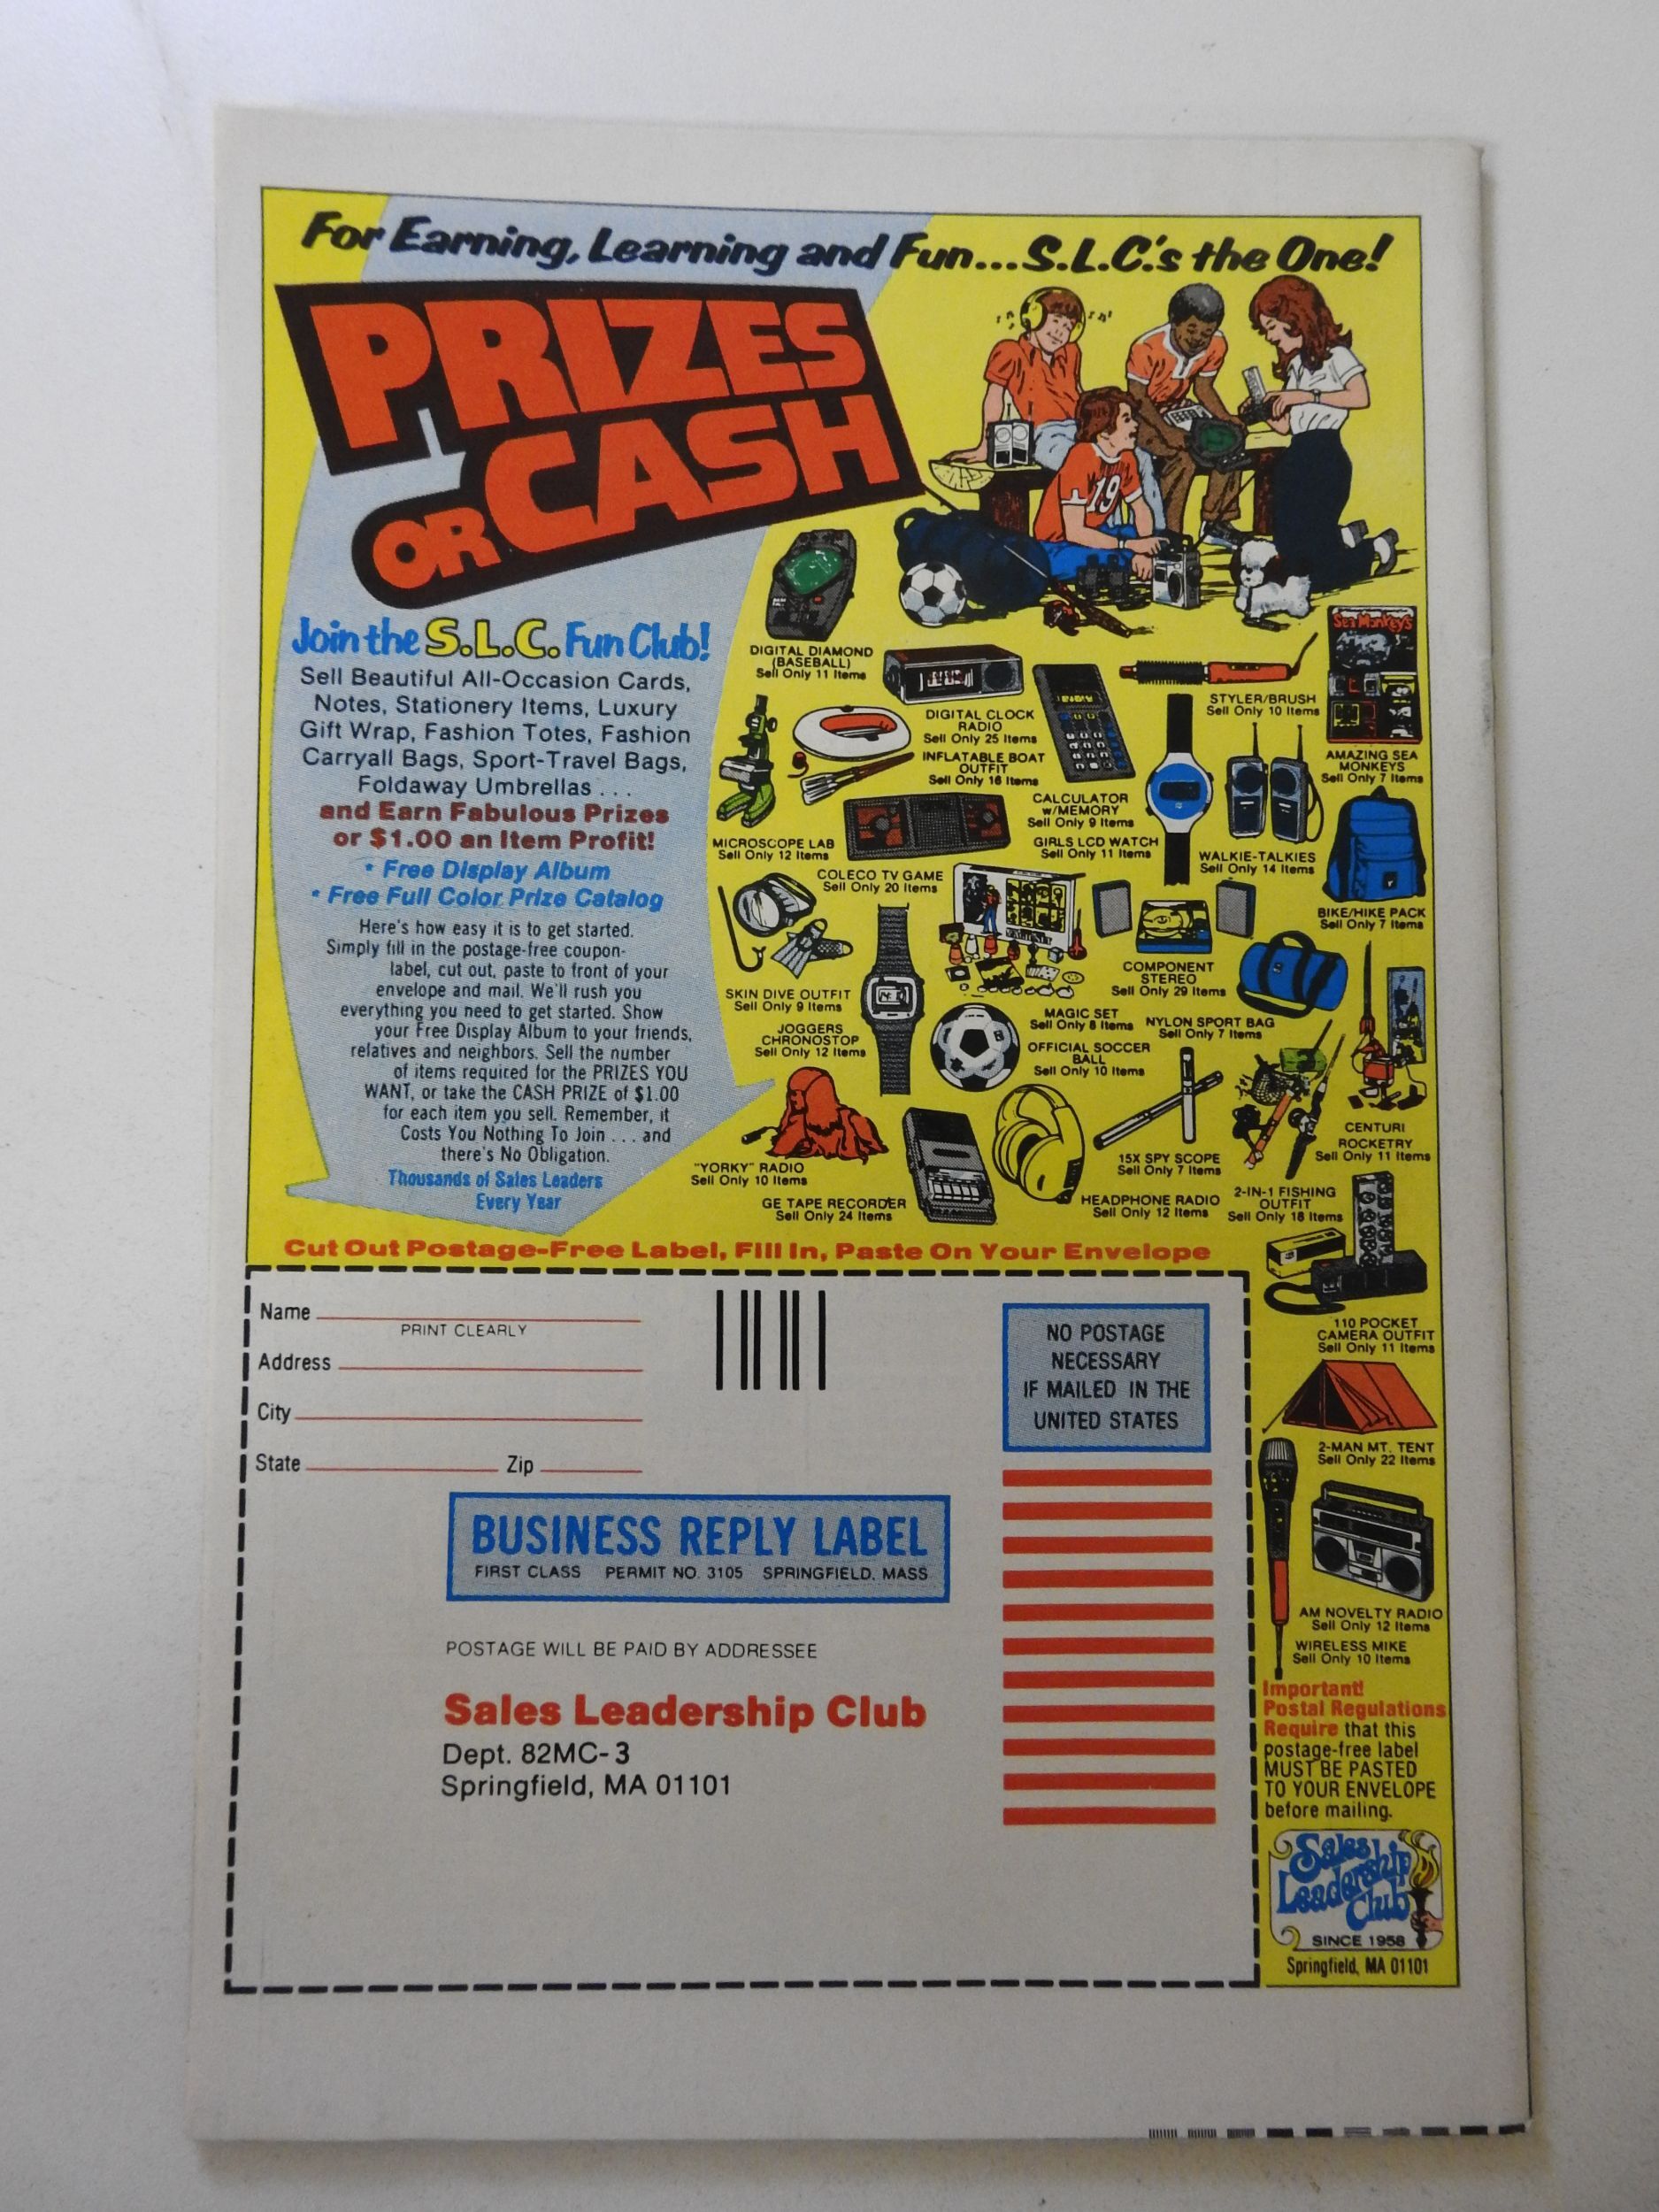 For Earning, Learning and Fun...S.L.C.'s the One!
PRIZES
OR CASH
Join the S.L.C. Fun Club!
Sell Beautiful All-Occasion Cards,
Notes, Stationery Items, Luxury
Gift Wrap, Fashion Totes, Fashion
Carryall Bags, Sport-Travel Bags,
Foldaway Umbrellas . . .
and Earn Fabulous Prizes
or $1.00 an Item Profit!
* Free Display Album
* Free Full Color Prize Catalog
Here's how easy it is to get started.
Simply fill in the postage-free coupon-
label, cut out, paste to front of your
envelope and mail. We'll rush you
everything you need to get started. Show
your Free Display Album to your friends,
relatives and neighbors. Sell the number
of items required for the PRIZES YOU
WANT, or take the CASH PRIZE of $1.00
for each item you sell. Remember, it
Costs You Nothing To Join . . . and
there's No Obligation.
Thousands of Sales Leaders
Every Year
19
DIGITAL DIAMOND
(BASEBALL)
Sell Only 11 Items
DIGITAL CLOCK
RADIO
Sell Only 25 Items
STYLER/BRUSH
Sell Only 10 Items
Sea Monkeys
AMAZING SEA
MONKEYS
Sell Only 7 Items
INFLATABLE BOAT
OUTFIT
Sell Only 16 Items
CALCULATOR
w/MEMORY
Sell Only 9 Items
MICROSCOPE LAB
Sell Only 12 Items
GIRLS LCD WATCH
Sell Only 11 Items
WALKIE-TALKIES
Sell Only 14 Items
COLECO TV GAME
Sell Only 20 Items
BIKE/HIKE PACK
Sell Only 7 Items
MAGIC SET
COMPONENT
STEREO
Sell Only 29 Items
SKIN DIVE OUTFIT
Sell Only 9 Items
MAGIC SET
Sell Only 8 Items
NYLON SPORT BAG
Sell Only 7 Items
JOGGERS
CHRONOSTOP
Sell Only 12 Items
OFFICIAL SOCCER
BALL
Sell Only 10 Items
CENTURI
ROCKETRY
Sell Only 11 Items
"YORKY" RADIO
Sell Only 10 Items
15X SPY SCOPE
Sell Only 7 Items
GE TAPE RECORDER
Sell Only 24 Items
HEADPHONE RADIO
Sell Only 12 Items
2-IN-1 FISHING
OUTFIT
Sell Only 18 Items
Cut Out Postage-Free Label, Fill In, Paste On Your Envelope
110 POCKET
CAMERA OUTFIT
Sell Only 11 Items
2-MAN MT. TENT
Sell Only 22 Items
AM NOVELTY RADIO
Sell Only 12 Items
WIRELESS MIKE
Sell Only 10 Items
Important!
Postal Regulations
Require that this
postage-free label
MUST BE PASTED
TO YOUR ENVELOPE
before mailing.
Sales
Leadership
Club
SINCE 1958
Springfield, MA 01101
Name
PRINT CLEARLY
Address
City
State Zip
NO POSTAGE
NECESSARY
IF MAILED IN THE
UNITED STATES
BUSINESS REPLY LABEL
FIRST CLASS PERMIT NO. 3105 SPRINGFIELD, MASS.
POSTAGE WILL BE PAID BY ADDRESSEE
Sales Leadership Club
Dept. 82MC-3
Springfield, MA 01101